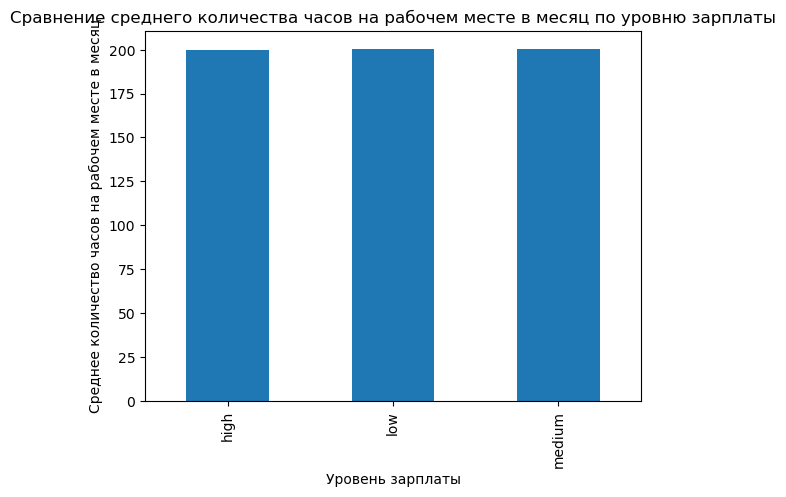 Сравнение среднего количества часов на рабочем месте в месяц по уровню зарплаты
Среднее количество часов на рабочем месте в месяц
200
175
150
125
100
75
50
25
0
high
low
medium
Уровень зарплаты